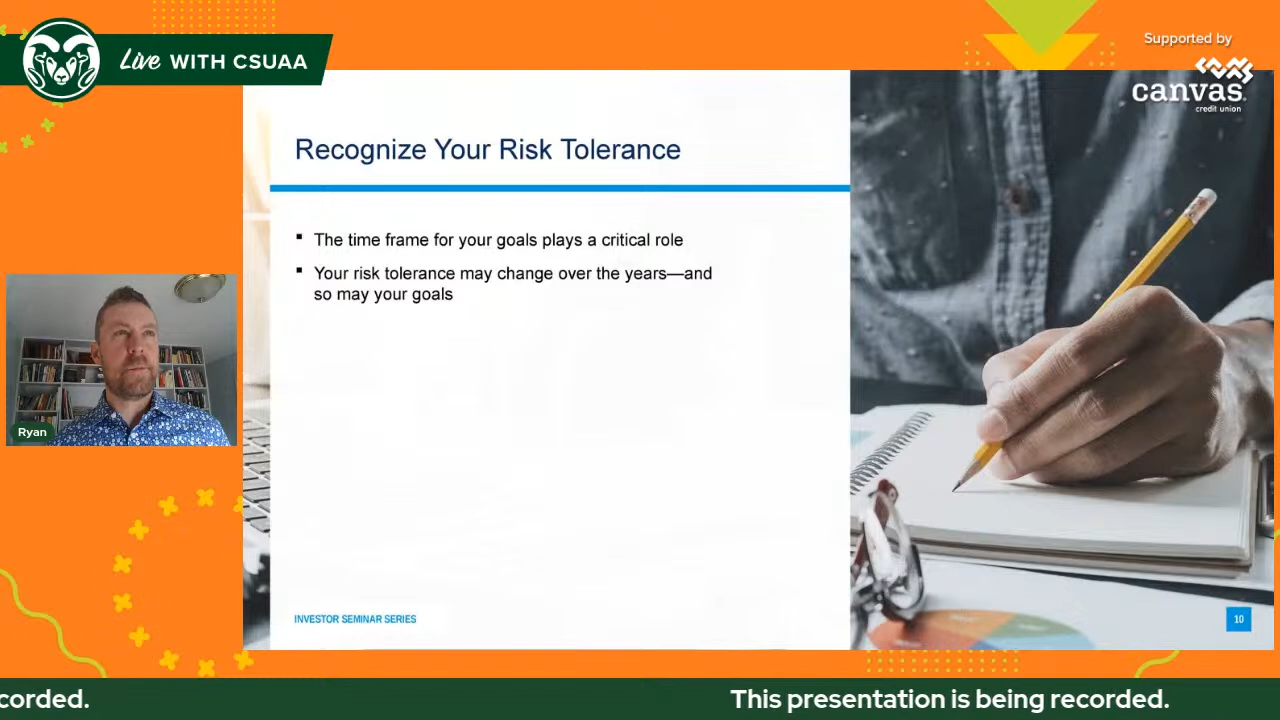 Live WITH CSUAA
Supported by
canvas
credit union
Recognize Your Risk Tolerance
▪ The time frame for your goals plays a critical role
▪ Your risk tolerance may change over the years—and
so may your goals
Ryan
INVESTOR SEMINAR SERIES
10
corded.
This presentation is being recorded.